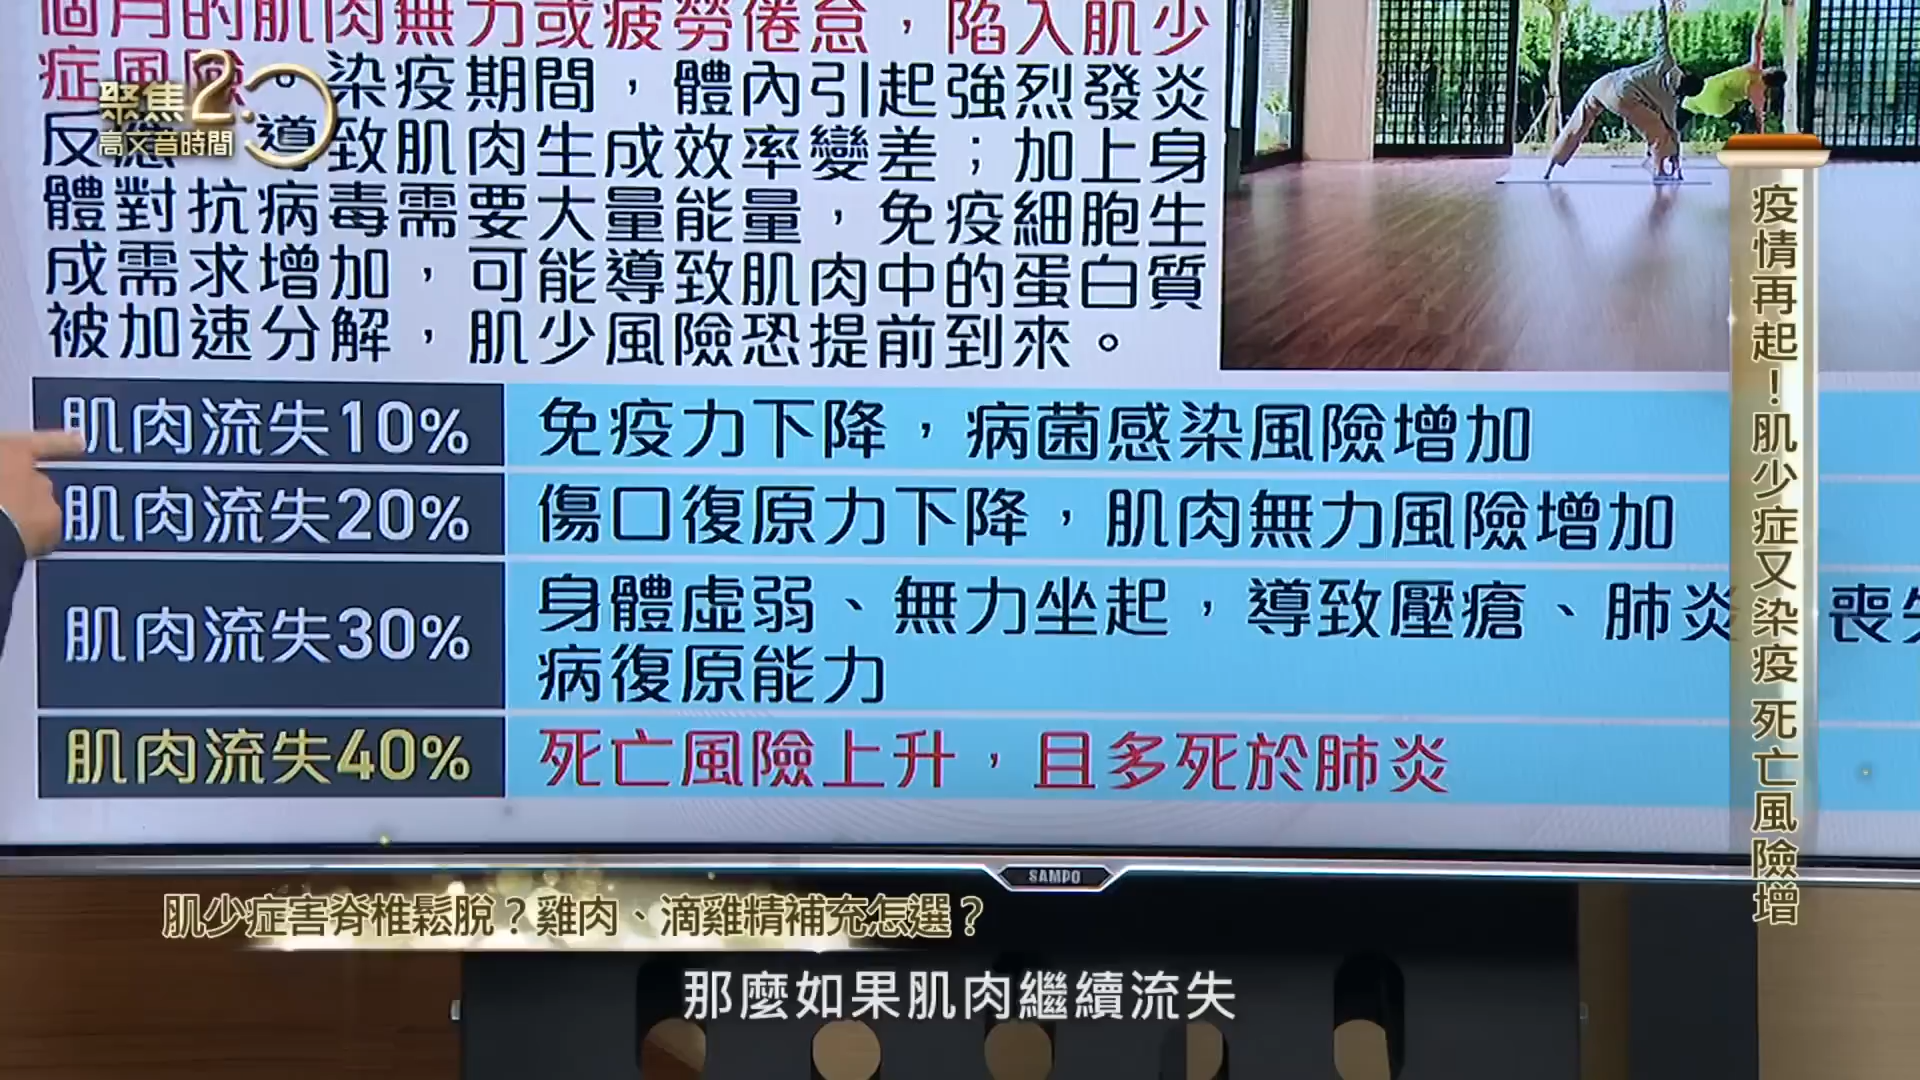 個月的肌肉無力或疲勞倦怠，陷入肌少
症風險。染疫期間，體內引起強烈發炎
反應，導致肌肉生成效率變差；加上身
體對抗病毒需要大量能量，免疫細胞生
成需求增加，可能導致肌肉中的蛋白質
被加速分解，肌少風險恐提前到來。
聚焦2.0
高文音時間
肌肉流失10%
免疫力下降，病菌感染風險增加
肌肉流失20%
傷口復原力下降，肌肉無力風險增加
肌肉流失30%
身體虛弱、無力坐起，導致壓瘡、肺炎 喪失
病復原能力
肌肉流失40%
死亡風險上升，且多死於肺炎
疫情再起！肌少症又染疫 死亡風險增
SAMPO
肌少症害脊椎鬆脫？雞肉、滴雞精補充怎選？
那麼如果肌肉繼續流失